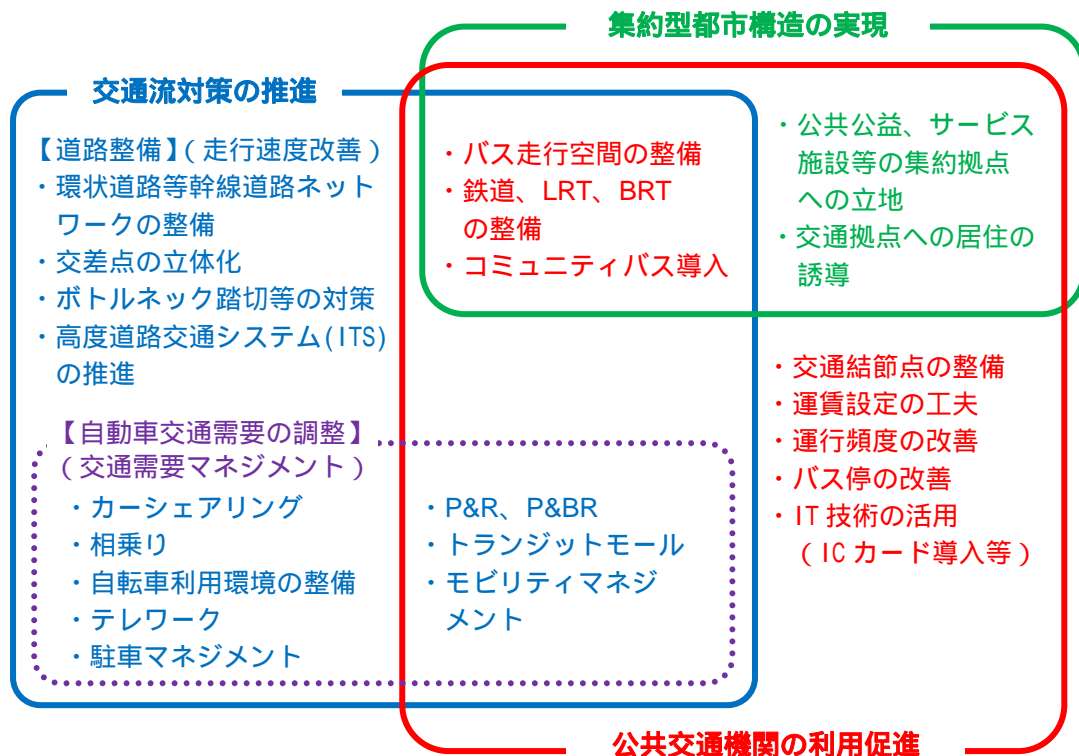 集約型都市構造の実現
交通流対策の推進
【道路整備】(走行速度改善)
・環状道路等幹線道路ネット
ワークの整備
・交差点の立体化
・ボトルネック踏切等の対策
・高度道路交通システム(ITS)
の推進
【自動車交通需要の調整】
(交通需要マネジメント)
・カーシェアリング
・相乗り
・自転車利用環境の整備
・テレワーク
・駐車マネジメント
・バス走行空間の整備
・鉄道、LRT、BRT
の整備
・コミュニティバス導入
・P&R、P&BR
・トランジットモール
・モビリティマネジ
メント
・公共公益、サービス
施設等の集約拠点
への立地
・交通拠点への居住の
誘導
・交通結節点の整備
・運賃設定の工夫
・運行頻度の改善
・バス停の改善
・IT技術の活用
(ICカード導入等)
公共交通機関の利用促進